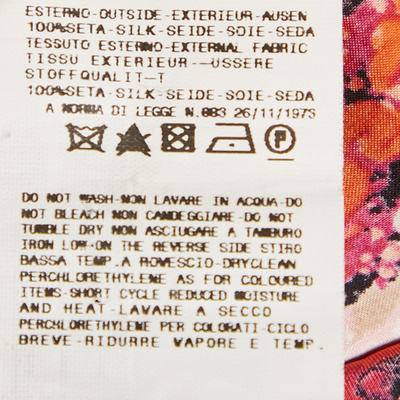 ESTERNO-OUTSIDE-EXTERIEUR-AUSEN
100%SETA-SILK-SEIDE-SOIE-SEDA
TESSUTO ESTERNO-EXTERNAL FABRIC
TISSU EXTERIEUR--USSERE
STOFFQUALIT-T
100%SETA-SILK-SEIDE-SOIE-SEDA
A NORMA DI LEGGE N.883 26/11/1973
P
DO NOT WASH-NON LAVARE IN ACQUA-DO
NOT BLEACH NON CANDEGGIARE-DO NOT
TUMBLE DRY NON ASCIUGARE A TAMBURO
IRON LOW-ON THE REVERSE SIDE STIRO
BASSA TEMP.A ROVESCIO-DRYCLEAN
PERCHLORETHYLENE AS FOR COLOURED
ITEMS-SHORT CYCLE REDUCED MOISTURE
AND HEAT-LAVARE A SECCO
PERCHLORETHYLENE PER COLORATI-CICLO
BREVE-RIDURRE VAPORE E TEMP.